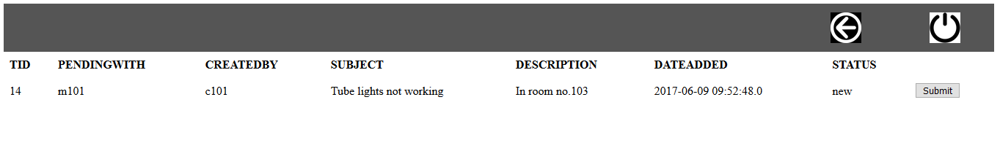 TID PENDINGWITH CREATEDBY SUBJECT DESCRIPTION DATEADDED STATUS
14 m101 c101 Tube lights not working In room no.103 2017-06-09 09:52:48.0 new Submit